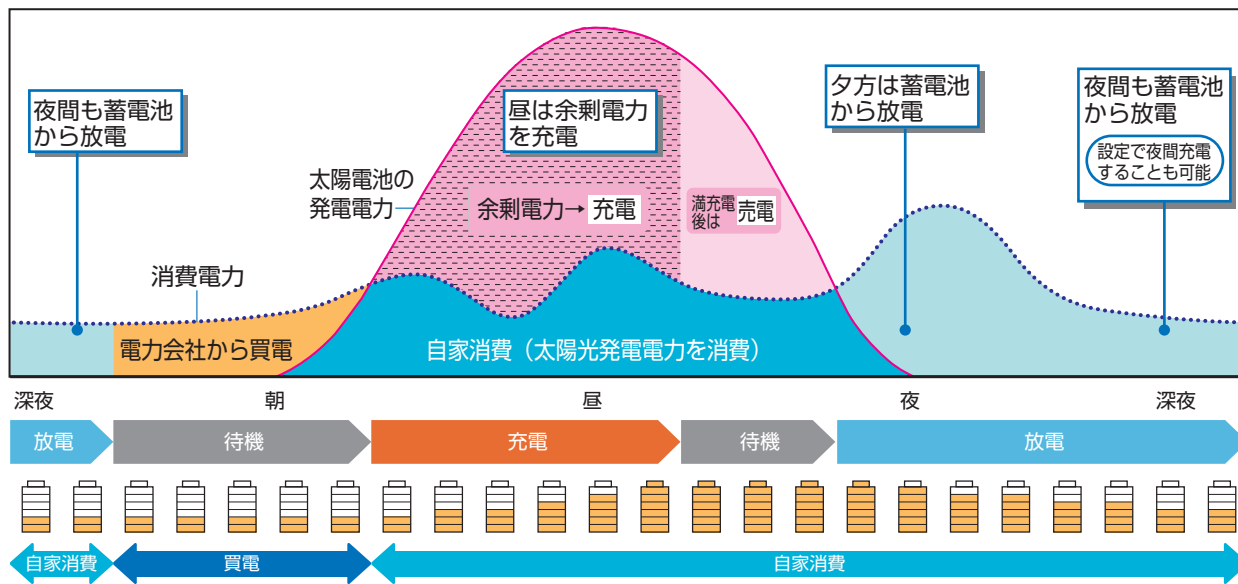 夜間も蓄電池
から放電
昼は余剰電力
を充電
夕方は蓄電池
から放電
夜間も蓄電池
から放電
設定で夜間充電
することも可能
太陽電池の
発電電力
余剰電力→ 充電
満充電
後は
売電
消費電力
電力会社から買電
自家消費（太陽光発電電力を消費）
深夜 朝 昼 夜 深夜
放電 待機 充電 待機 放電
自家消費 買電 自家消費